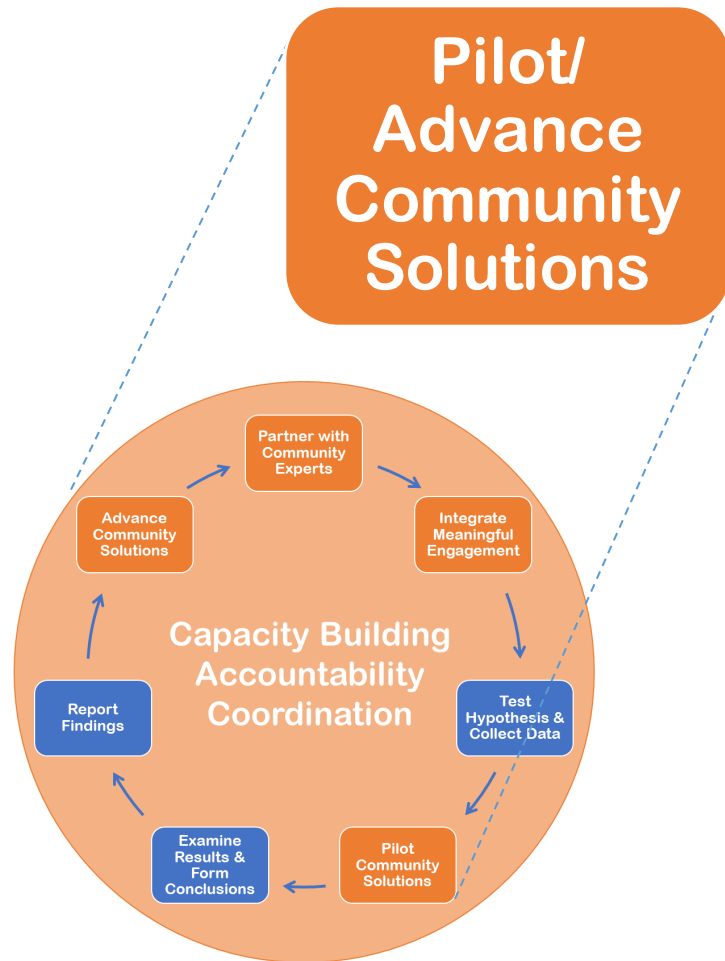 Pilot/
Advance
Community
Solutions
Partner with
Community
Experts
Integrate
Meaningful
Engagement
Test
Hypothesis &
Collect Data
Pilot
Community
Solutions
Examine
Results &
Form
Conclusions
Report
Findings
Advance
Community
Solutions
Capacity Building
Accountability
Coordination